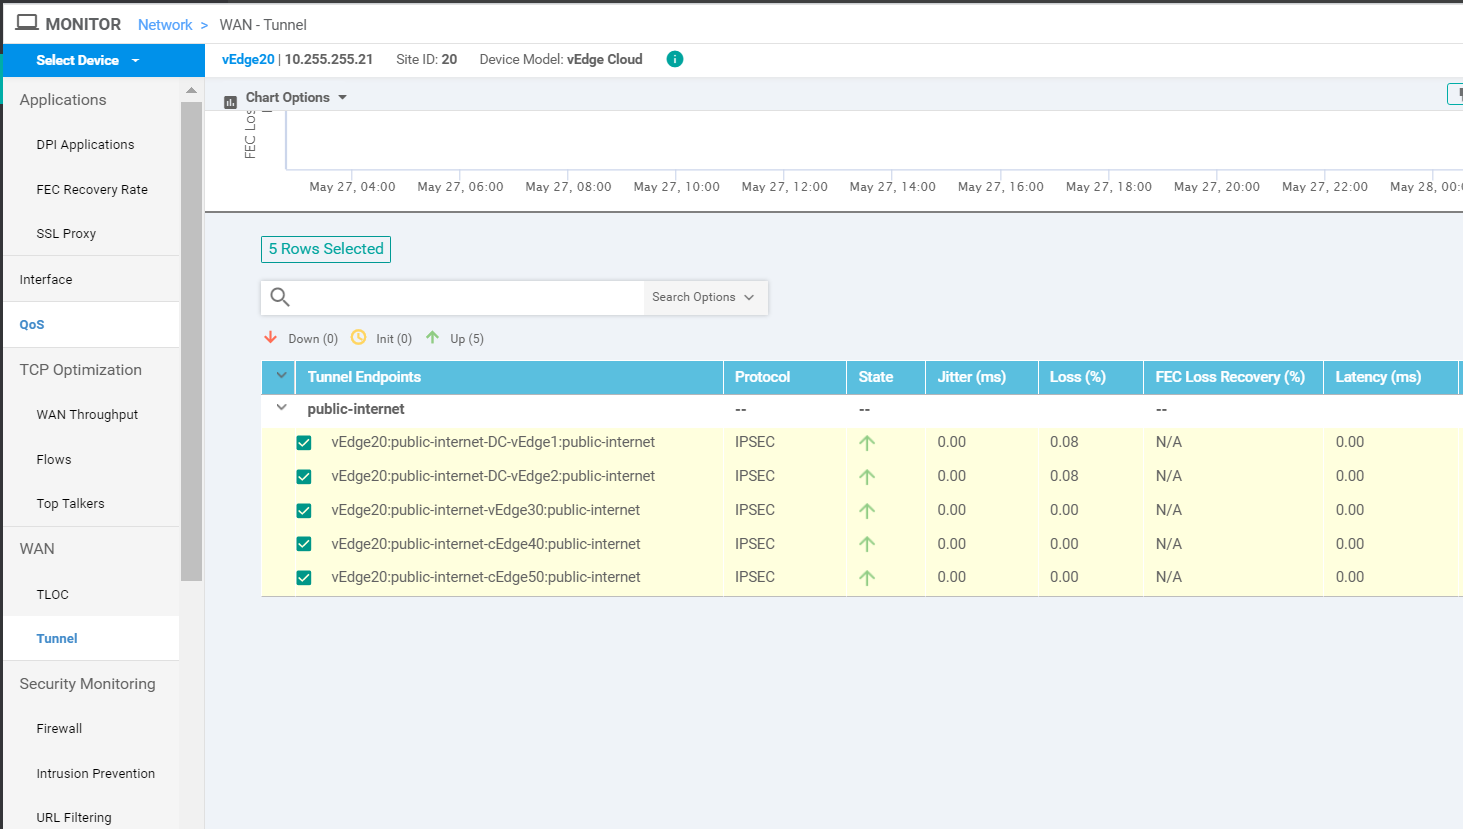 MONITOR Network > WAN - Tunnel
Select Device
vEdge20 | 10.255.255.21 Site ID: 20 Device Model: vEdge Cloud
Applications
DPI Applications
FEC Recovery Rate
SSL Proxy
Interface
QoS
TCP Optimization
WAN Throughput
Flows
Top Talkers
WAN
TLOC
Tunnel
Security Monitoring
Firewall
Intrusion Prevention
URL Filtering
Chart Options
FEC Los
May 27, 04:00 May 27, 06:00 May 27, 08:00 May 27, 10:00 May 27, 12:00 May 27, 14:00 May 27, 16:00 May 27, 18:00 May 27, 20:00 May 27, 22:00 May 28, 00:
5 Rows Selected
Search Options
Down (0) Init (0) Up (5)
Tunnel Endpoints Protocol State Jitter (ms) Loss (%) FEC Loss Recovery (%) Latency (ms)
public-internet -- -- --
vEdge20:public-internet-DC-vEdge1:public-internet IPSEC 0.00 0.08 N/A 0.00
vEdge20:public-internet-DC-vEdge2:public-internet IPSEC 0.00 0.08 N/A 0.00
vEdge20:public-internet-vEdge30:public-internet IPSEC 0.00 0.00 N/A 0.00
vEdge20:public-internet-cEdge40:public-internet IPSEC 0.00 0.00 N/A 0.00
vEdge20:public-internet-cEdge50:public-internet IPSEC 0.00 0.00 N/A 0.00